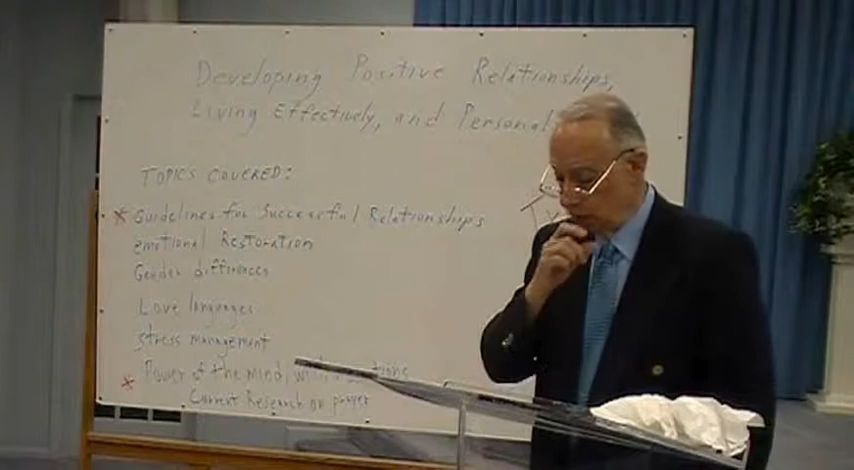 Developing Positive Relationships,
Living Effectively, and Personal
TOPICS COVERED:
* Guidelines for Successful Relationships
emotional Restoration
Gender differences
Love languages
stress management
* Power of the mind,
Current Research on prayer